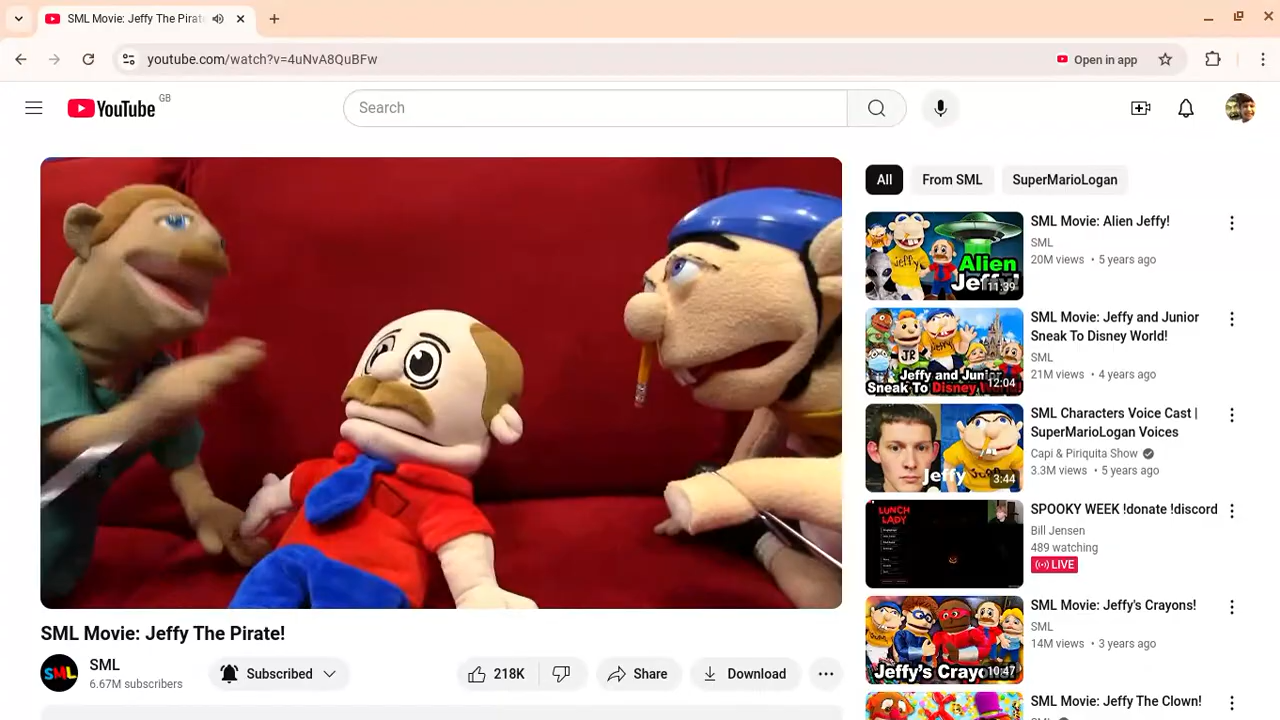 SML Movie: Jeffy The Pirat
youtube.com/watch?v=4uNvA8QuBFw
Open in app
YouTube GB
Search
SML Movie: Jeffy The Pirate!
SML
6.67M subscribers
Subscribed
218K
Share
Download
All
From SML
SuperMarioLogan
Alien
Jeffy!
11:39
SML Movie: Alien Jeffy!
SML
20M views • 5 years ago
JR
Jeffy and Junior
Sneak To Disney
12:04
SML Movie: Jeffy and Junior
Sneak To Disney World!
SML
21M views • 4 years ago
Jeffy
3:44
SML Characters Voice Cast |
SuperMarioLogan Voices
Capi & Piriquita Show
3.3M views • 5 years ago
LUNCH
LADY
SPOOKY WEEK !donate !discord
Bill Jensen
489 watching
LIVE
Jeffy's Crayo
10:47
SML Movie: Jeffy's Crayons!
SML
14M views • 3 years ago
SML Movie: Jeffy The Clown!